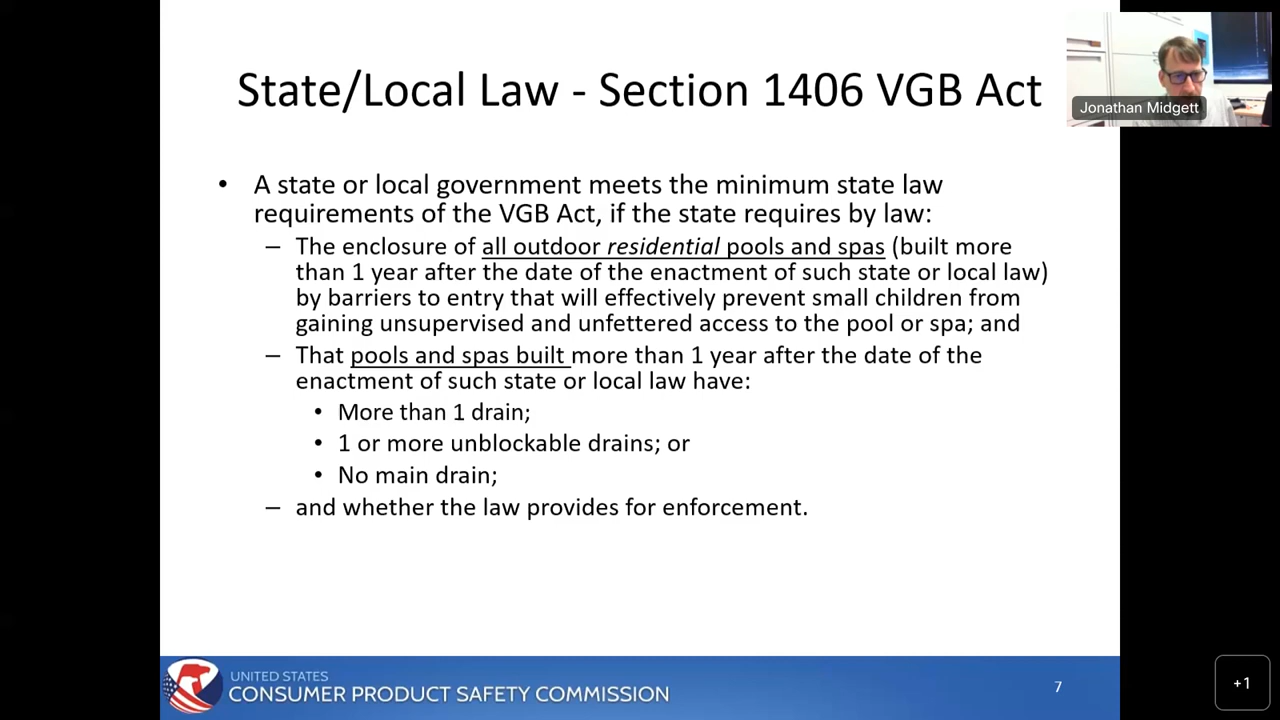 State/Local Law - Section 1406 VGB Act
Jonathan Midgett
• A state or local government meets the minimum state law
requirements of the VGB Act, if the state requires by law:
– The enclosure of all outdoor residential pools and spas (built more
than 1 year after the date of the enactment of such state or local law)
by barriers to entry that will effectively prevent small children from
gaining unsupervised and unfettered access to the pool or spa; and
– That pools and spas built more than 1 year after the date of the
enactment of such state or local law have:
• More than 1 drain;
• 1 or more unblockable drains; or
• No main drain;
– and whether the law provides for enforcement.
UNITED STATES
CONSUMER PRODUCT SAFETY COMMISSION
7
+1